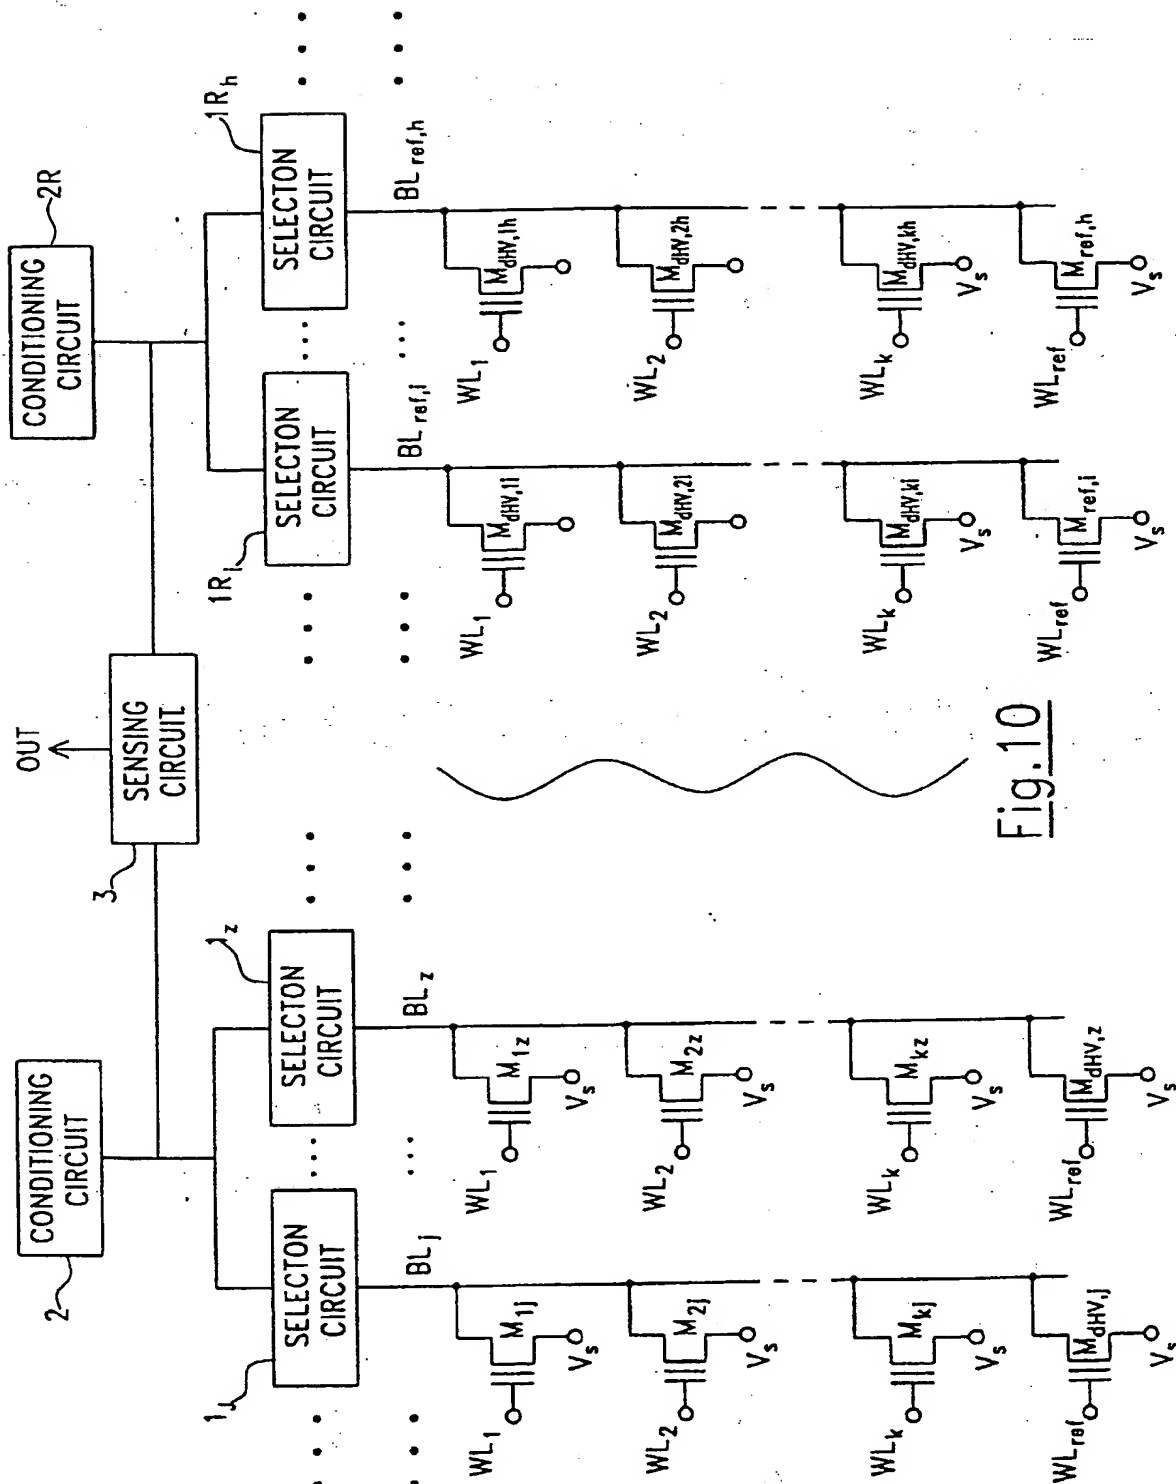 OUT
CONDITIONING
CIRCUIT
2
SENSING
CIRCUIT
3
CONDITIONING
CIRCUIT
2R
SELECTON
CIRCUIT
1j
SELECTON
CIRCUIT
1z
SELECTON
CIRCUIT
1Ri
SELECTON
CIRCUIT
1Rh
...
...
...
...
BLj
...
BLz
...
...
BLref,i
...
BLref,h
...
WL1
M1j
Vs
WL1
M1z
Vs
WL1
MdHV,1i
WL1
MdHV,1h
WL2
M2j
Vs
WL2
M2z
Vs
WL2
MdHV,2i
WL2
MdHV,2h
WLk
Mkj
Vs
WLk
Mkz
Vs
WLk
MdHV,ki
Vs
WLk
MdHV,kh
Vs
WLref
MdHV,j
Vs
WLref
MdHV,z
Vs
WLref
Mref,i
Vs
WLref
Mref,h
Vs
Fig.10